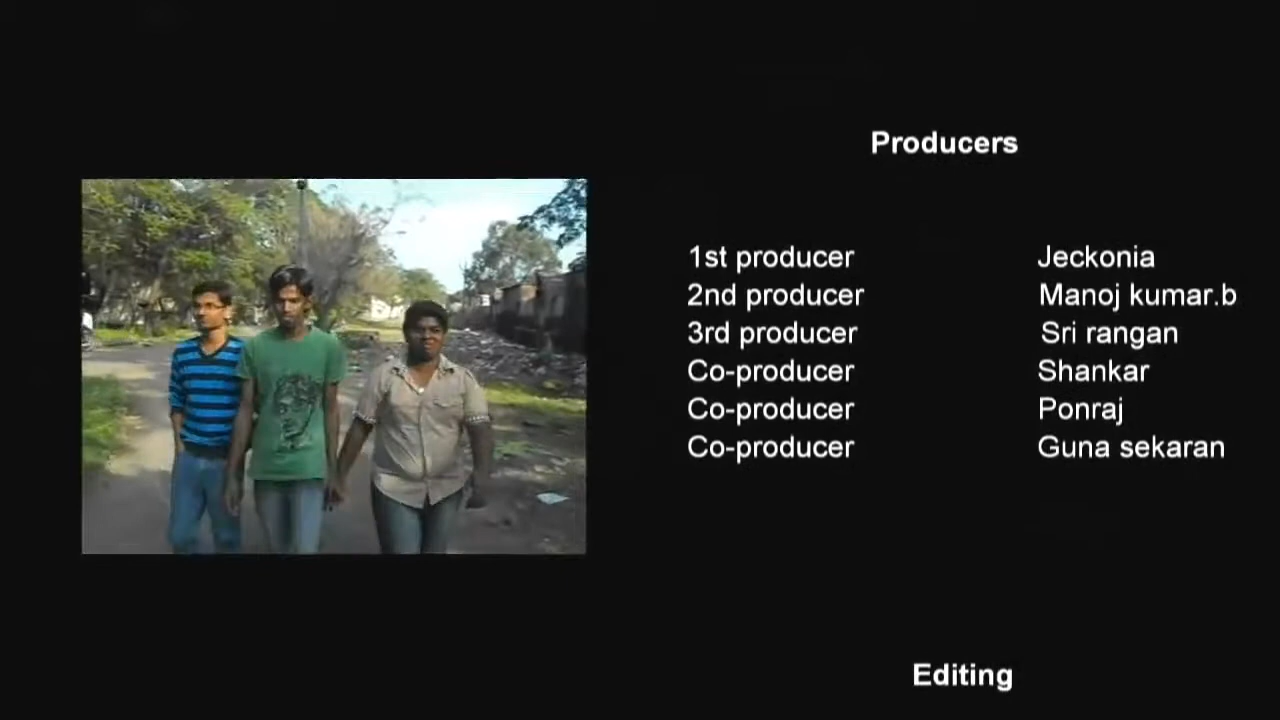 Producers
1st producer Jeckonia
2nd producer Manoj kumar.b
3rd producer Sri rangan
Co-producer Shankar
Co-producer Ponraj
Co-producer Guna sekaran
Editing